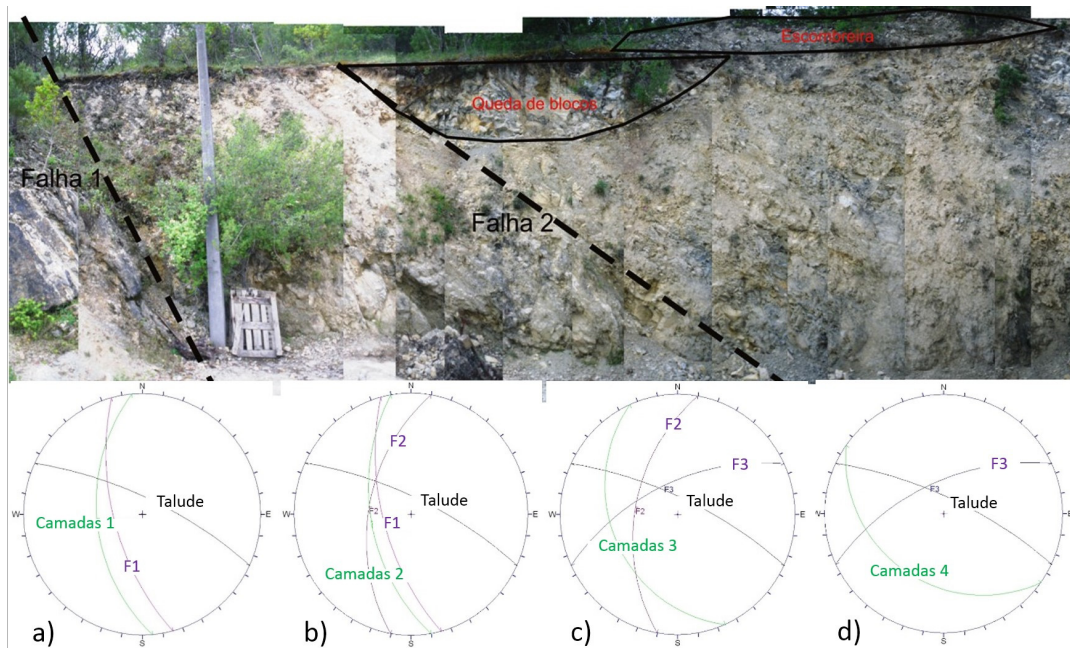 Escombreira
Queda de blocos
Falha 1
Falha 2
N
N
N
N
F2
F2
F1
F3
F3
Talude
Talude
Talude
Talude
F3
F3
W
E
W
E
W
E
W
E
F2
F2
Camadas 1
F1
Camadas 2
Camadas 3
Camadas 4
F1
S
S
S
S
a)
b)
c)
d)